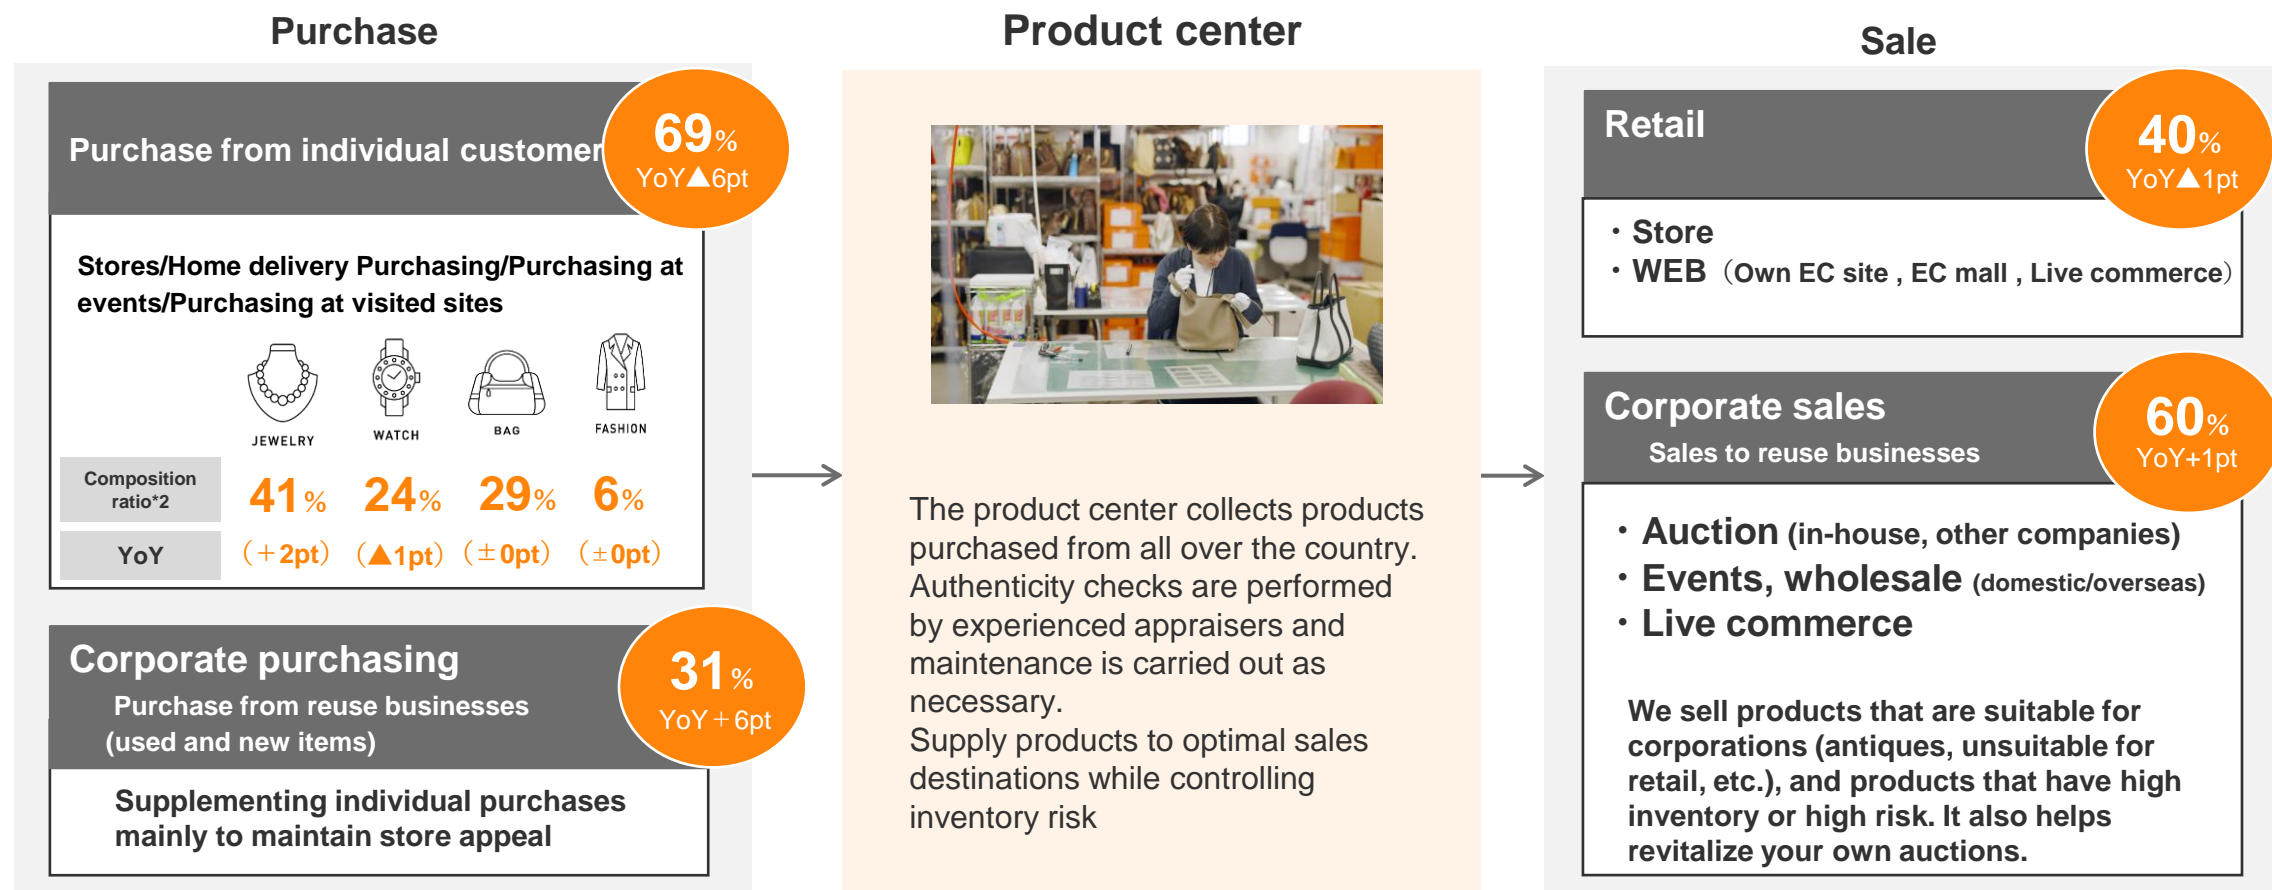 Purchase
Purchase from individual customer
69%
YoY▲6pt
Stores/Home delivery Purchasing/Purchasing at
events/Purchasing at visited sites
JEWELRY
WATCH
BAG
FASHION
Composition
ratio*2
41%
24%
29%
6%
YoY
(+2pt)
(▲1pt)
(±0pt)
(±0pt)
Corporate purchasing
Purchase from reuse businesses
(used and new items)
31%
YoY+6pt
Supplementing individual purchases
mainly to maintain store appeal
Product center
The product center collects products
purchased from all over the country.
Authenticity checks are performed
by experienced appraisers and
maintenance is carried out as
necessary.
Supply products to optimal sales
destinations while controlling
inventory risk
Sale
Retail
40%
YoY▲1pt
・Store
・WEB（Own EC site , EC mall , Live commerce）
Corporate sales
Sales to reuse businesses
60%
YoY+1pt
・Auction (in-house, other companies)
・Events, wholesale (domestic/overseas)
・Live commerce
We sell products that are suitable for
corporations (antiques, unsuitable for
retail, etc.), and products that have high
inventory or high risk. It also helps
revitalize your own auctions.